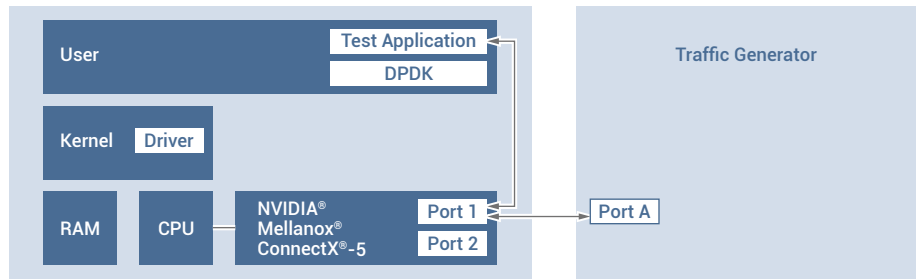 User
Test Application
DPDK
Traffic Generator
Kernel
Driver
RAM
CPU
NVIDIA®
Mellanox®
ConnectX®-5
Port 1
Port 2
Port A